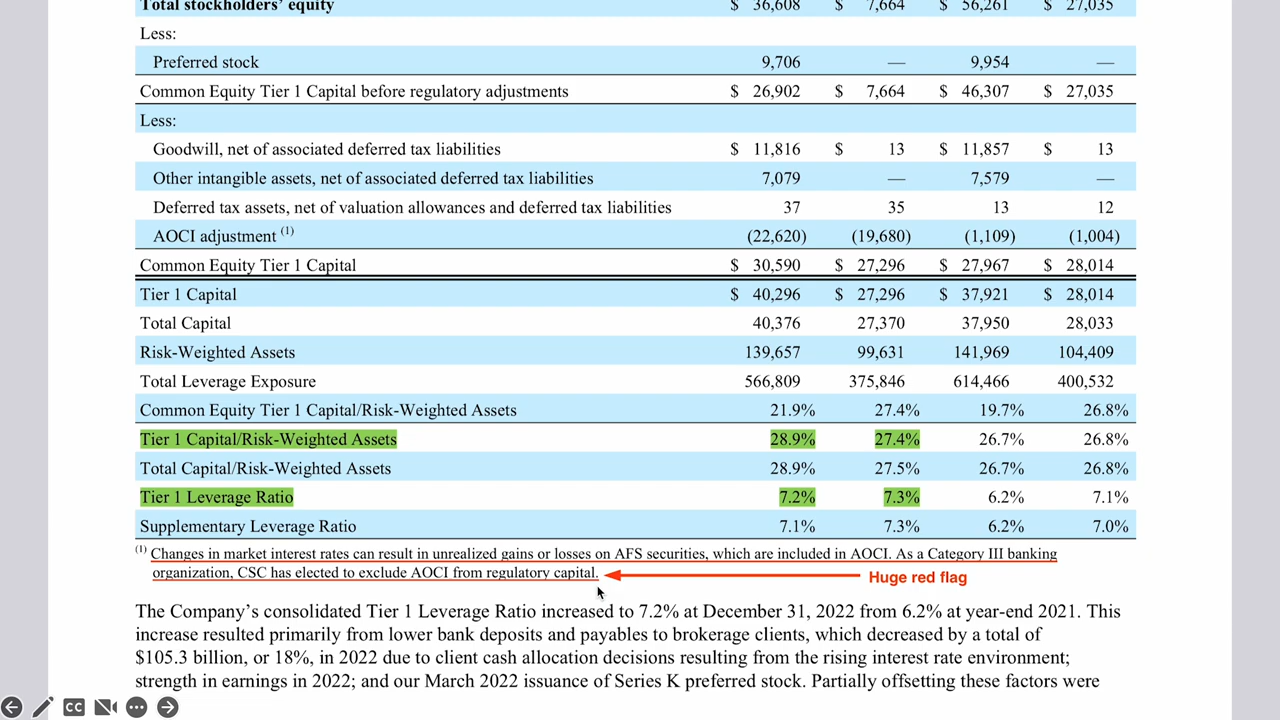 Total stockholders' equity $ 36,608 $ 7,664 $ 56,261 $ 27,035
Less:
Preferred stock 9,706 — 9,954 —
Common Equity Tier 1 Capital before regulatory adjustments $ 26,902 $ 7,664 $ 46,307 $ 27,035
Less:
Goodwill, net of associated deferred tax liabilities $ 11,816 $ 13 $ 11,857 $ 13
Other intangible assets, net of associated deferred tax liabilities 7,079 — 7,579 —
Deferred tax assets, net of valuation allowances and deferred tax liabilities 37 35 13 12
AOCI adjustment (1) (22,620) (19,680) (1,109) (1,004)
Common Equity Tier 1 Capital $ 30,590 $ 27,296 $ 27,967 $ 28,014
Tier 1 Capital $ 40,296 $ 27,296 $ 37,921 $ 28,014
Total Capital 40,376 27,370 37,950 28,033
Risk-Weighted Assets 139,657 99,631 141,969 104,409
Total Leverage Exposure 566,809 375,846 614,466 400,532
Common Equity Tier 1 Capital/Risk-Weighted Assets 21.9% 27.4% 19.7% 26.8%
Tier 1 Capital/Risk-Weighted Assets 28.9% 27.4% 26.7% 26.8%
Total Capital/Risk-Weighted Assets 28.9% 27.5% 26.7% 26.8%
Tier 1 Leverage Ratio 7.2% 7.3% 6.2% 7.1%
Supplementary Leverage Ratio 7.1% 7.3% 6.2% 7.0%
(1) Changes in market interest rates can result in unrealized gains or losses on AFS securities, which are included in AOCI. As a Category III banking
organization, CSC has elected to exclude AOCI from regulatory capital. Huge red flag
The Company's consolidated Tier 1 Leverage Ratio increased to 7.2% at December 31, 2022 from 6.2% at year-end 2021. This
increase resulted primarily from lower bank deposits and payables to brokerage clients, which decreased by a total of
$105.3 billion, or 18%, in 2022 due to client cash allocation decisions resulting from the rising interest rate environment;
strength in earnings in 2022; and our March 2022 issuance of Series K preferred stock. Partially offsetting these factors were
CC